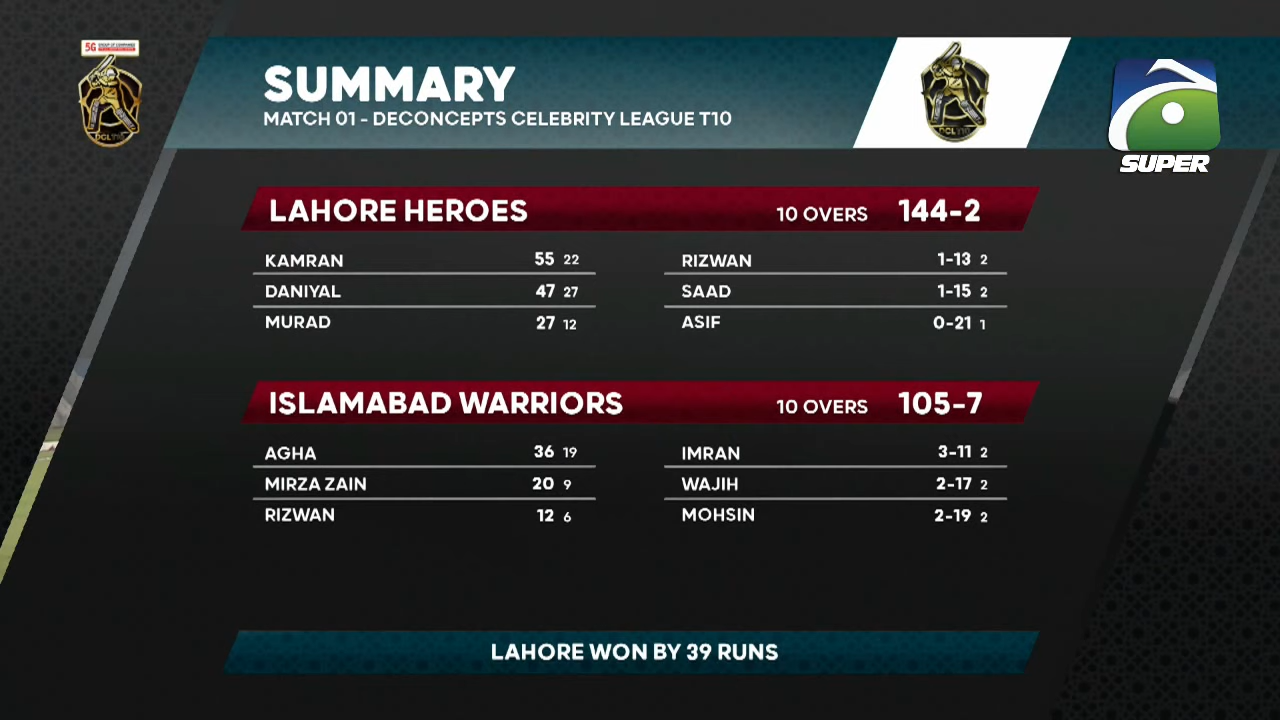 5G
SUMMARY
MATCH 01 - DECONCEPTS CELEBRITY LEAGUE T10
SUPER
DCL T10
LAHORE HEROES 10 OVERS 144-2
KAMRAN 55 22 RIZWAN 1-13 2
DANIYAL 47 27 SAAD 1-15 2
MURAD 27 12 ASIF 0-21 1
ISLAMABAD WARRIORS 10 OVERS 105-7
AGHA 36 19 IMRAN 3-11 2
MIRZA ZAIN 20 9 WAJIH 2-17 2
RIZWAN 12 6 MOHSIN 2-19 2
LAHORE WON BY 39 RUNS